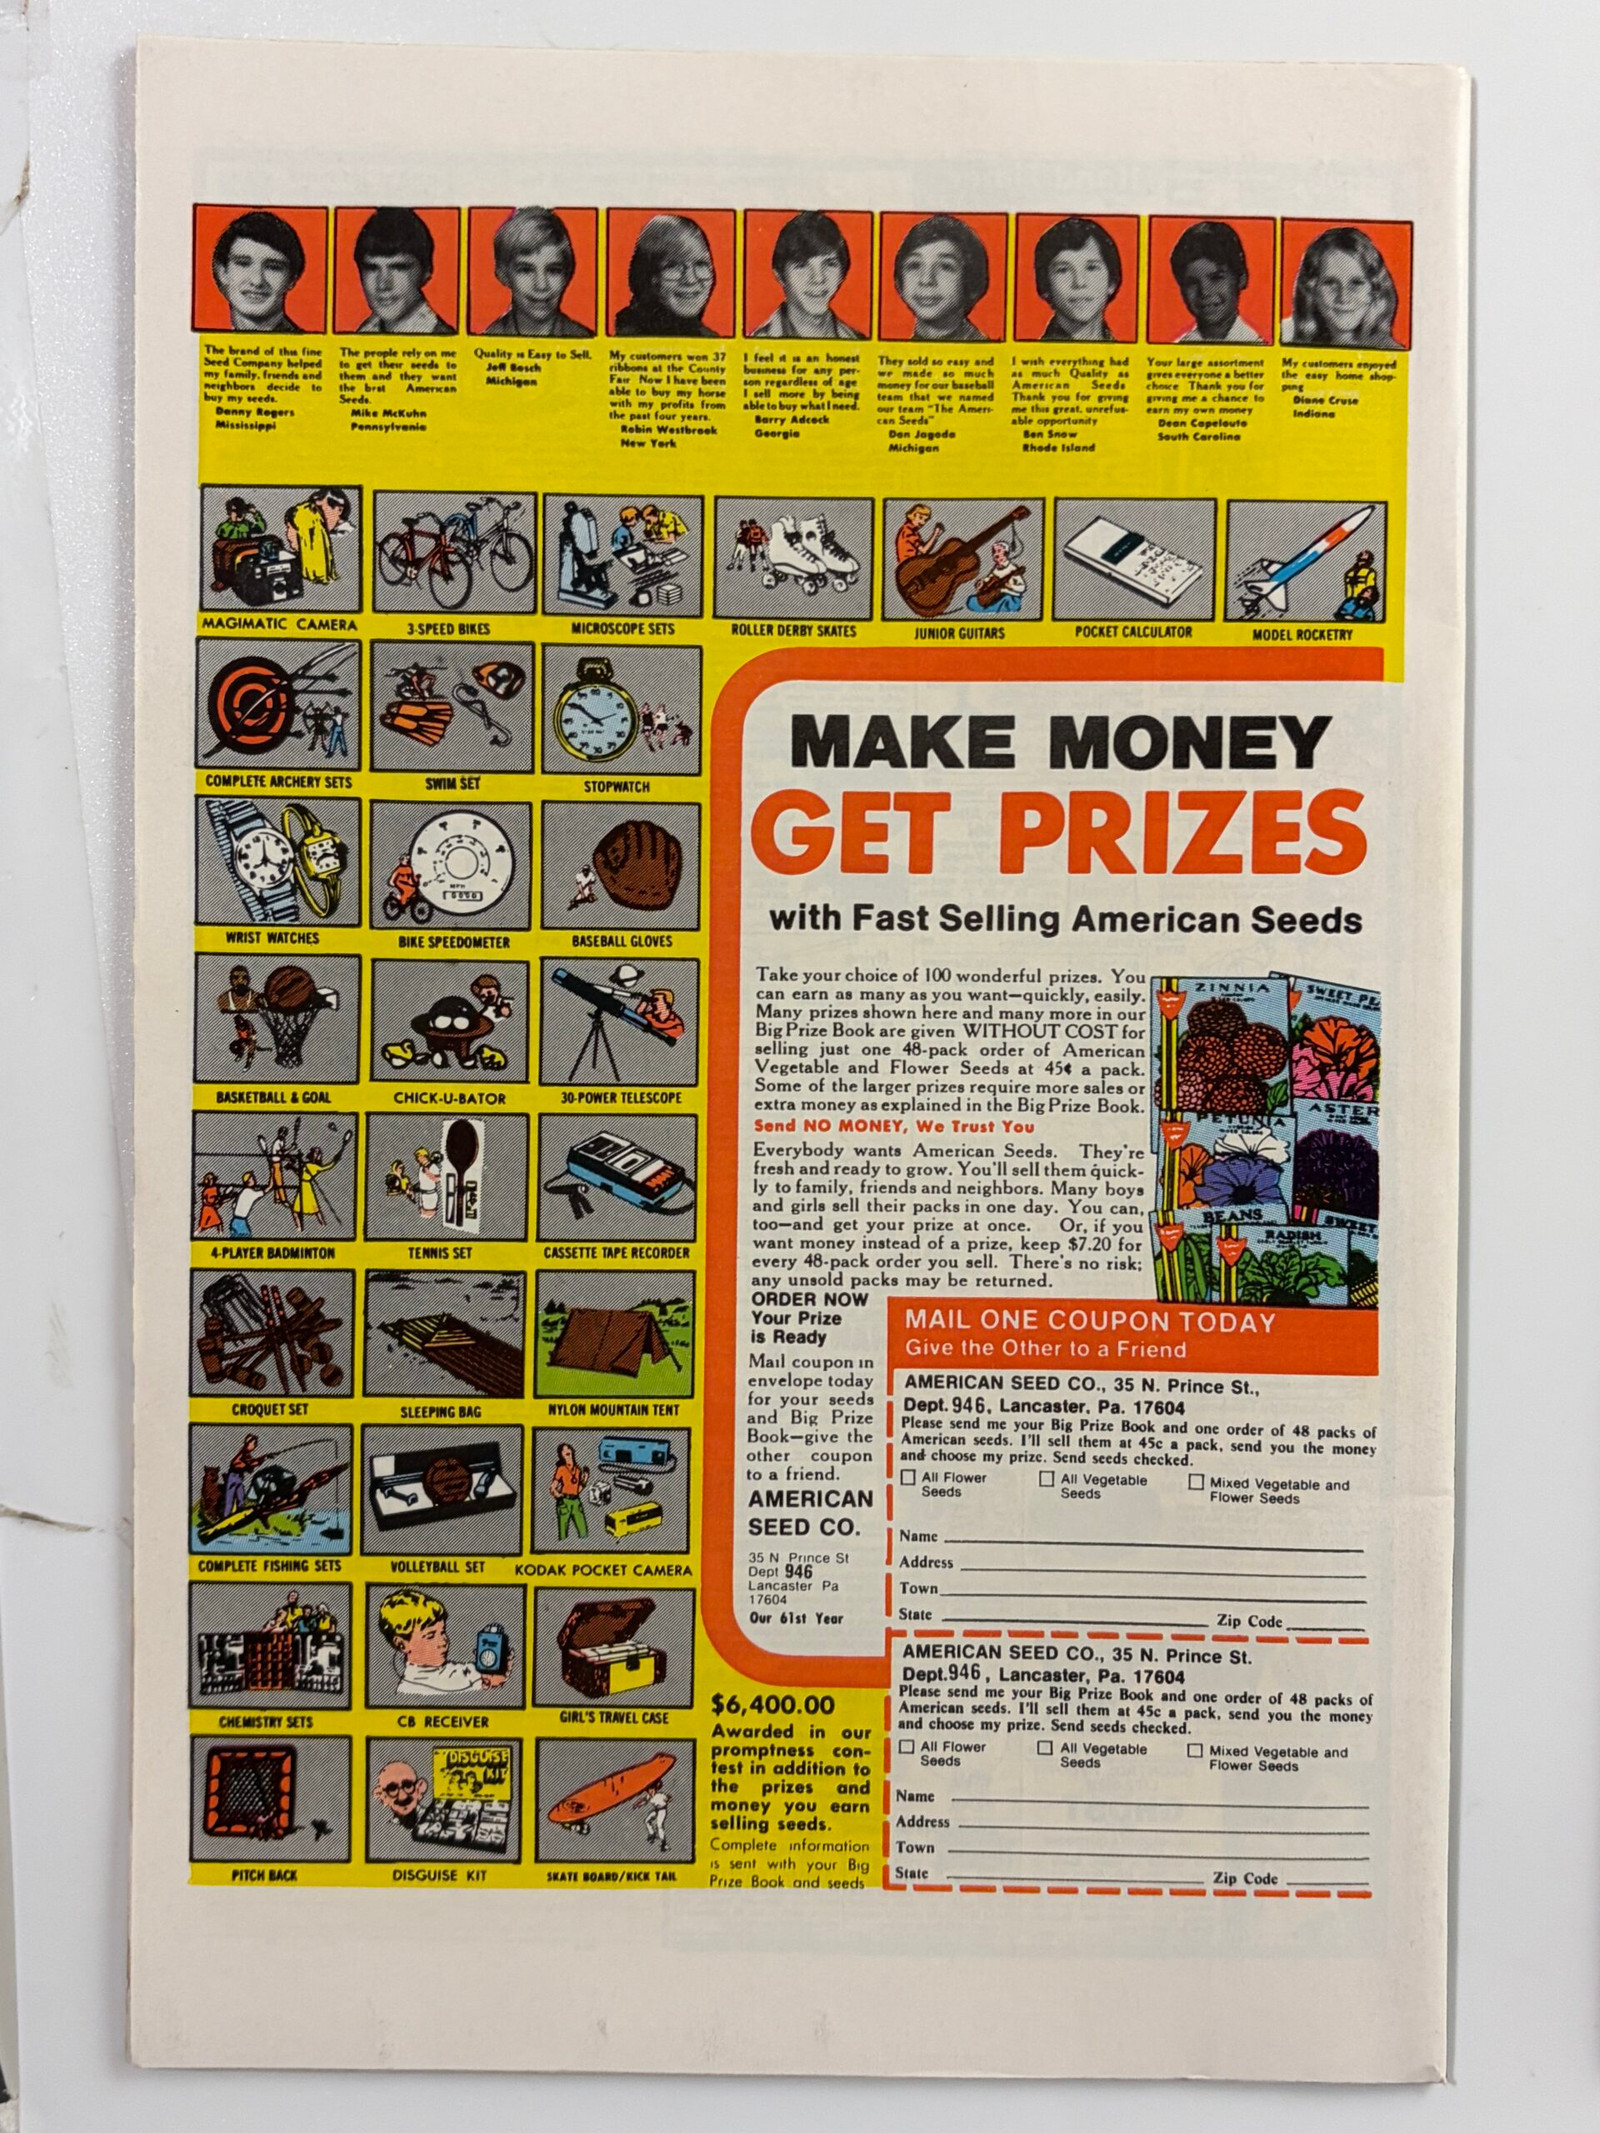 The brand of this fine
Seed Company helped
my family, friends and
neighbors decide to
buy my seeds.
Danny Rogers
Mississippi
The people rely on me
to get their seeds to
them and they want
the best American
Seeds.
Mike McKuhn
Pennsylvania
Quality is Easy to Sell.
Jeff Bosch
Michigan
My customers won 37
ribbons at the County
Fair Now I have been
able to buy my horse
with my profits from
the past four years.
Robin Westbrook
New York
I feel it is an honest
business for any per-
son regardless of age
I sell more by being
able to buy what I need.
Barry Adcock
Georgia
They sold so easy and
we made so much
money for our baseball
team that we named
our team "The Ameri-
can Seeds"
Dan Jagoda
Michigan
I wish everything had
as much Quality as
American Seeds
Thank you for giving
me this great, unrefus-
able opportunity
Ben Snow
Rhode Island
Your large assortment
gives everyone a better
choice Thank you for
giving me a chance to
earn my own money
Dean Capelouto
South Carolina
My customers enjoyed
the easy home shop-
ping
Diane Cruse
Indiana
MAGIMATIC CAMERA
3-SPEED BIKES
MICROSCOPE SETS
ROLLER DERBY SKATES
JUNIOR GUITARS
POCKET CALCULATOR
MODEL ROCKETRY
COMPLETE ARCHERY SETS
SWIM SET
STOPWATCH
WRIST WATCHES
MPH
BIKE SPEEDOMETER
BASEBALL GLOVES
BASKETBALL & GOAL
CHICK-U-BATOR
30-POWER TELESCOPE
4-PLAYER BADMINTON
TENNIS SET
CASSETTE TAPE RECORDER
CROQUET SET
SLEEPING BAG
NYLON MOUNTAIN TENT
COMPLETE FISHING SETS
VOLLEYBALL SET
KODAK POCKET CAMERA
CHEMISTRY SETS
CB RECEIVER
GIRL'S TRAVEL CASE
DISGUISE
KIT
PITCH BACK
DISGUISE KIT
SKATE BOARD/KICK TAIL
MAKE MONEY
GET PRIZES
with Fast Selling American Seeds
Take your choice of 100 wonderful prizes. You
can earn as many as you want—quickly, easily.
Many prizes shown here and many more in our
Big Prize Book are given WITHOUT COST for
selling just one 48-pack order of American
Vegetable and Flower Seeds at 45¢ a pack.
Some of the larger prizes require more sales or
extra money as explained in the Big Prize Book.
Send NO MONEY, We Trust You
Everybody wants American Seeds. They're
fresh and ready to grow. You'll sell them quick-
ly to family, friends and neighbors. Many boys
and girls sell their packs in one day. You can,
too—and get your prize at once. Or, if you
want money instead of a prize, keep $7.20 for
every 48-pack order you sell. There's no risk;
any unsold packs may be returned.
ZINNIA
SWEET PE
PETUNIA
ASTER
BEANS
RADISH
SWEET
ORDER NOW
Your Prize
is Ready
Mail coupon in
envelope today
for your seeds
and Big Prize
Book—give the
other coupon
to a friend.
AMERICAN
SEED CO.
35 N Prince St
Dept 946
Lancaster Pa
17604
Our 61st Year
$6,400.00
Awarded in our
promptness con-
test in addition to
the prizes and
money you earn
selling seeds.
Complete information
is sent with your Big
Prize Book and seeds
MAIL ONE COUPON TODAY
Give the Other to a Friend
AMERICAN SEED CO., 35 N. Prince St.,
Dept. 946, Lancaster, Pa. 17604
Please send me your Big Prize Book and one order of 48 packs of
American seeds. I'll sell them at 45c a pack, send you the money
and choose my prize. Send seeds checked.
All Flower All Vegetable Mixed Vegetable and
Seeds Seeds Flower Seeds
Name
Address
Town
State Zip Code
AMERICAN SEED CO., 35 N. Prince St.
Dept.946, Lancaster, Pa. 17604
Please send me your Big Prize Book and one order of 48 packs of
American seeds. I'll sell them at 45c a pack, send you the money
and choose my prize. Send seeds checked.
All Flower All Vegetable Mixed Vegetable and
Seeds Seeds Flower Seeds
Name
Address
Town
State Zip Code